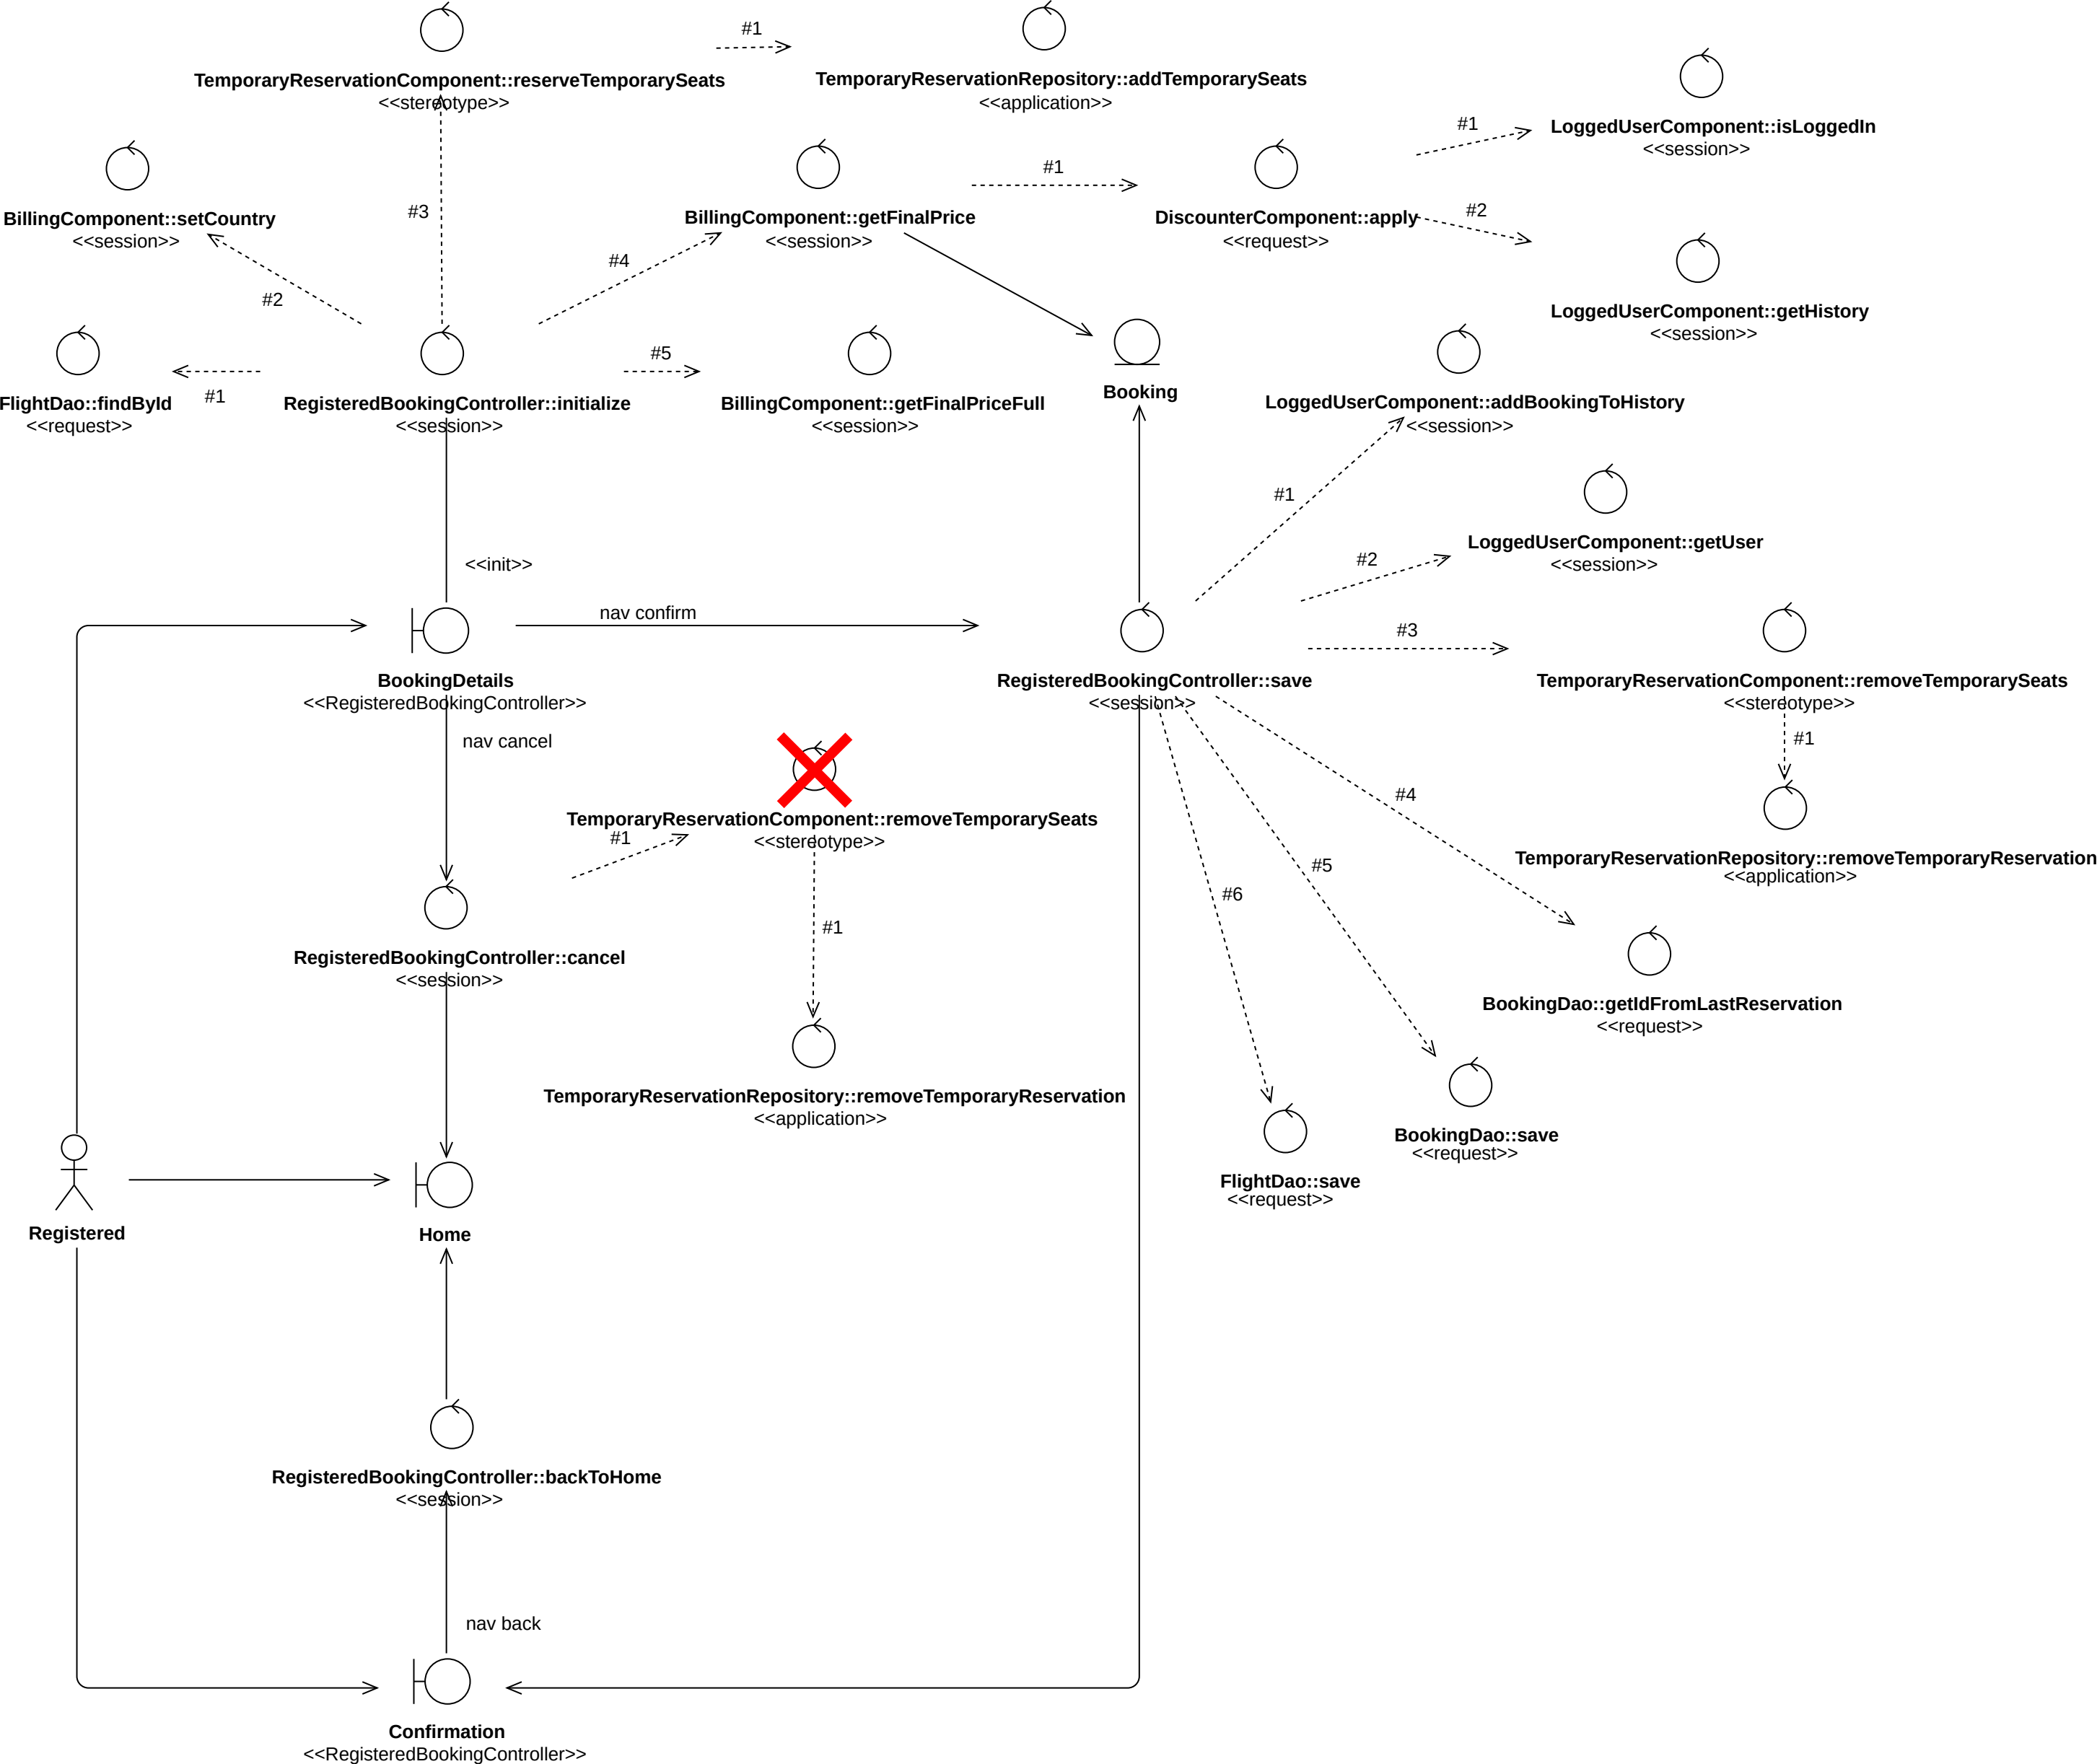 #1
TemporaryReservationComponent::reserveTemporarySeats
<<stereotype>>
TemporaryReservationRepository::addTemporarySeats
<<application>>
LoggedUserComponent::isLoggedIn
<<session>>
#1
#1
BillingComponent::setCountry
<<session>>
#3
BillingComponent::getFinalPrice
<<session>>
DiscounterComponent::apply
<<request>>
#2
#4
#2
LoggedUserComponent::getHistory
<<session>>
FlightDao::findById
<<request>>
#1
RegisteredBookingController::initialize
<<session>>
#5
BillingComponent::getFinalPriceFull
<<session>>
Booking
LoggedUserComponent::addBookingToHistory
<<session>>
#1
LoggedUserComponent::getUser
<<session>>
#2
<<init>>
nav confirm
#3
BookingDetails
<<RegisteredBookingController>>
RegisteredBookingController::save
<<session>>
TemporaryReservationComponent::removeTemporarySeats
<<stereotype>>
nav cancel
#1
#4
TemporaryReservationComponent::removeTemporarySeats
<<stereotype>>
#1
TemporaryReservationRepository::removeTemporaryReservation
<<application>>
#5
#6
#1
RegisteredBookingController::cancel
<<session>>
BookingDao::getIdFromLastReservation
<<request>>
TemporaryReservationRepository::removeTemporaryReservation
<<application>>
BookingDao::save
<<request>>
FlightDao::save
<<request>>
Registered
Home
RegisteredBookingController::backToHome
<<session>>
nav back
Confirmation
<<RegisteredBookingController>>